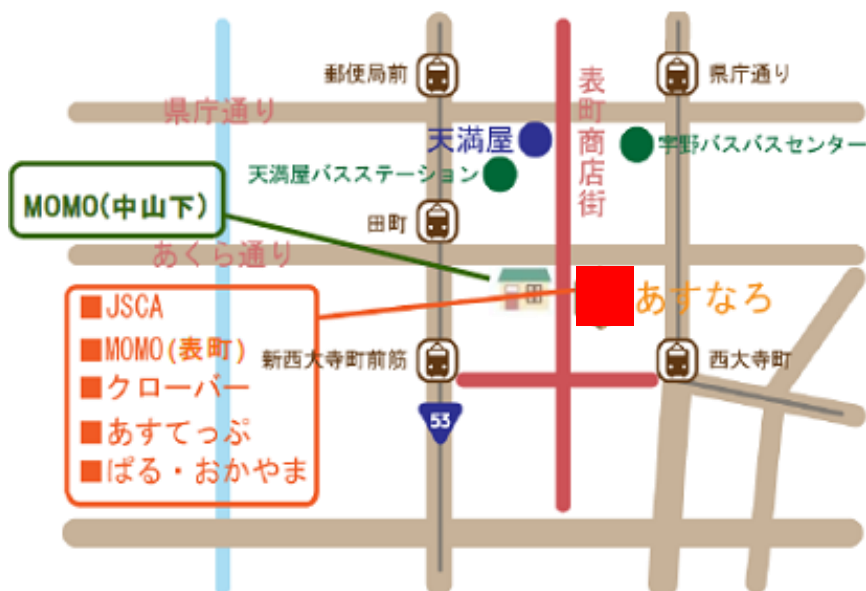 郵便局前
県庁通り
県庁通り
表町商店街
天満屋
宇野バスバスセンター
天満屋バスステーション
MOMO(中山下)
田町
あくら通り
■JSCA
■MOMO(表町)
■クローバー
■あすてっぷ
■ぱる・おかやま
あすなろ
新西大寺町前筋
西大寺町
53